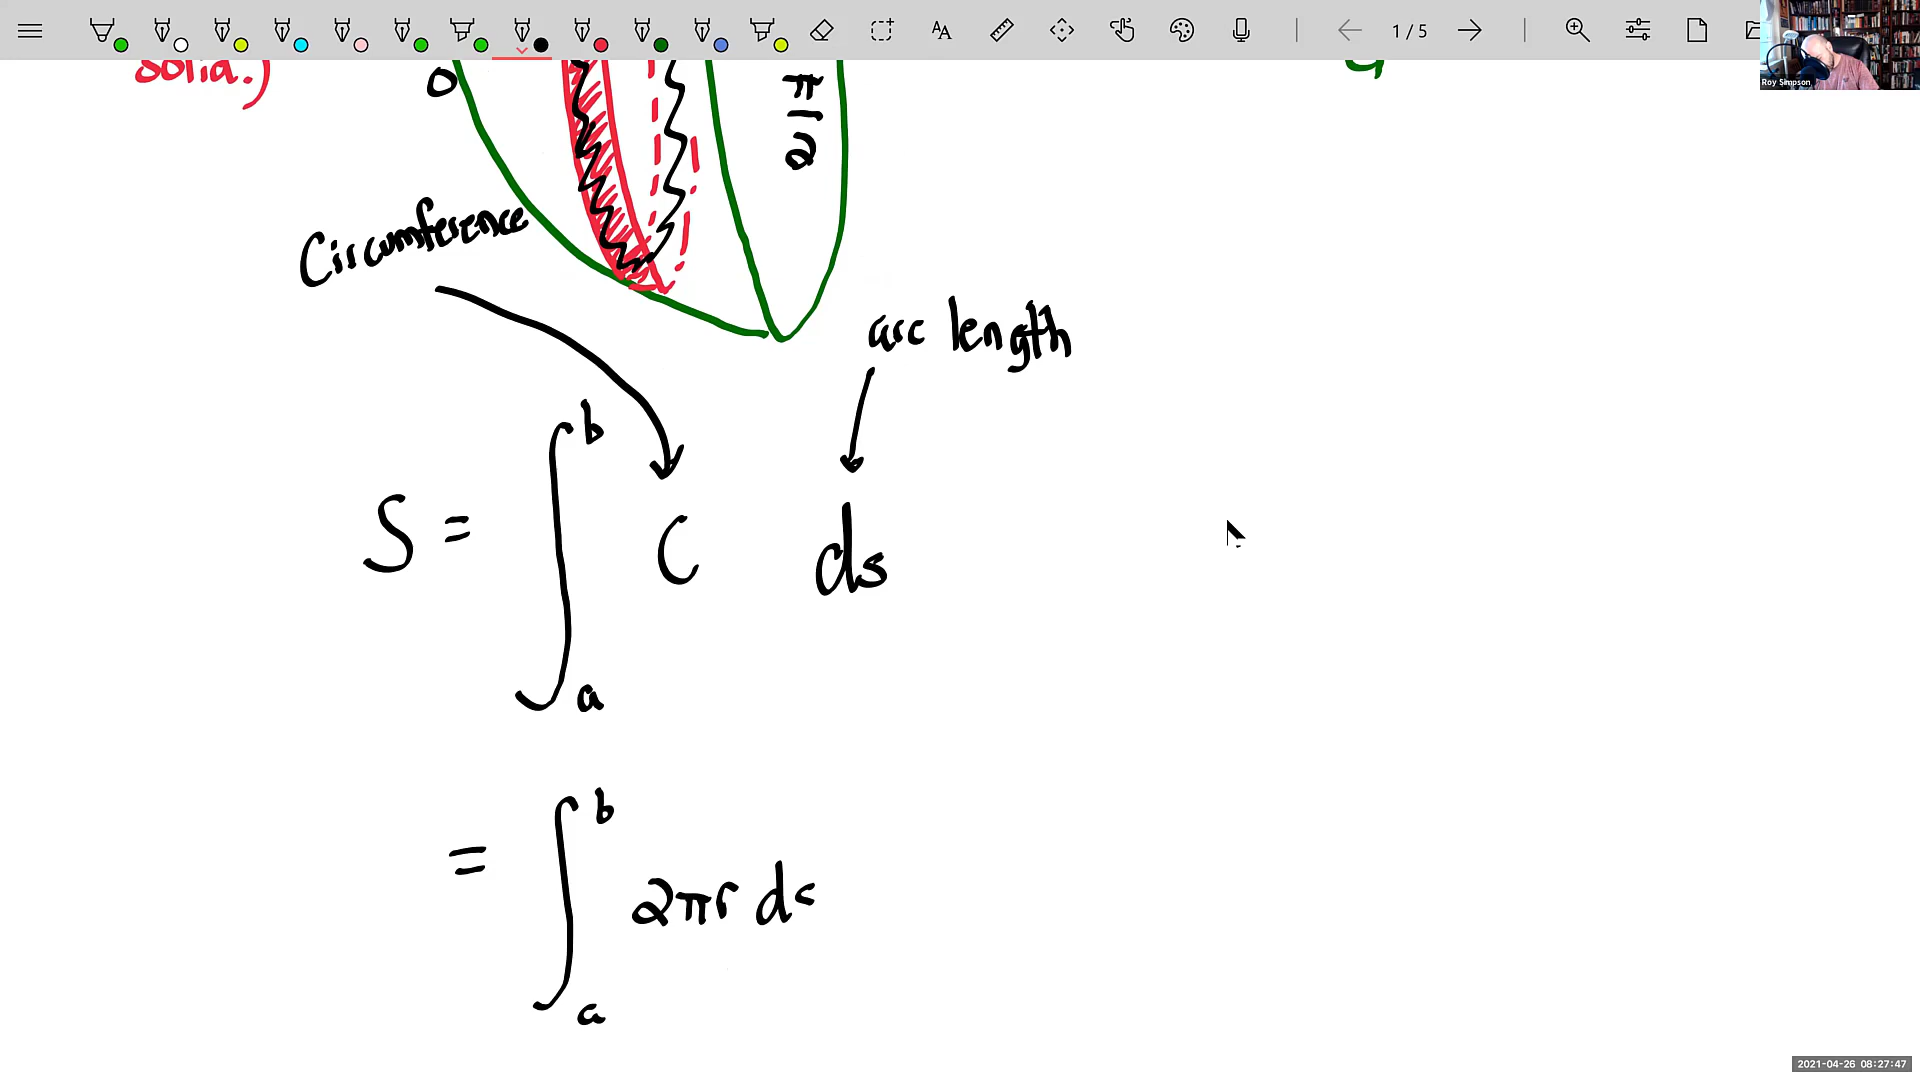 1 / 5
Roy Simpson
solid.)
0
π/2
Circumference
arc length
S = ∫_a^b C ds
= ∫_a^b 2πr ds
2021-04-26 08:27:47